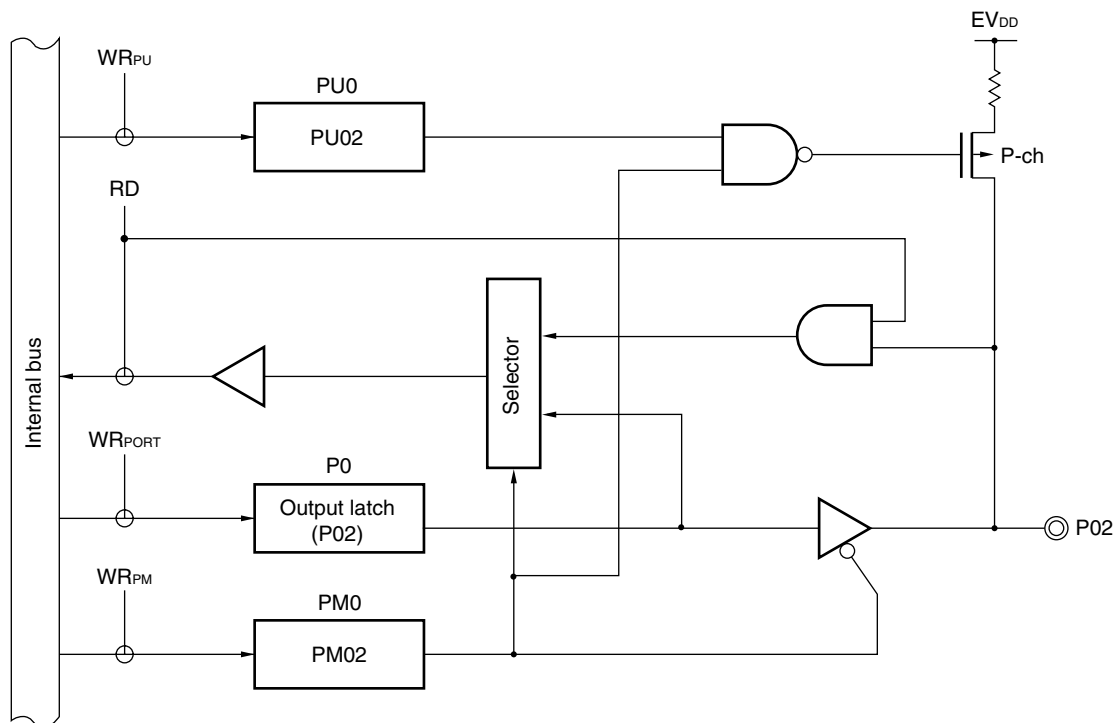 EVDD
WRPU
PU0
PU02
P-ch
RD
Selector
Internal bus
WRPORT
P0
Output latch
(P02)
P02
WRPM
PM0
PM02